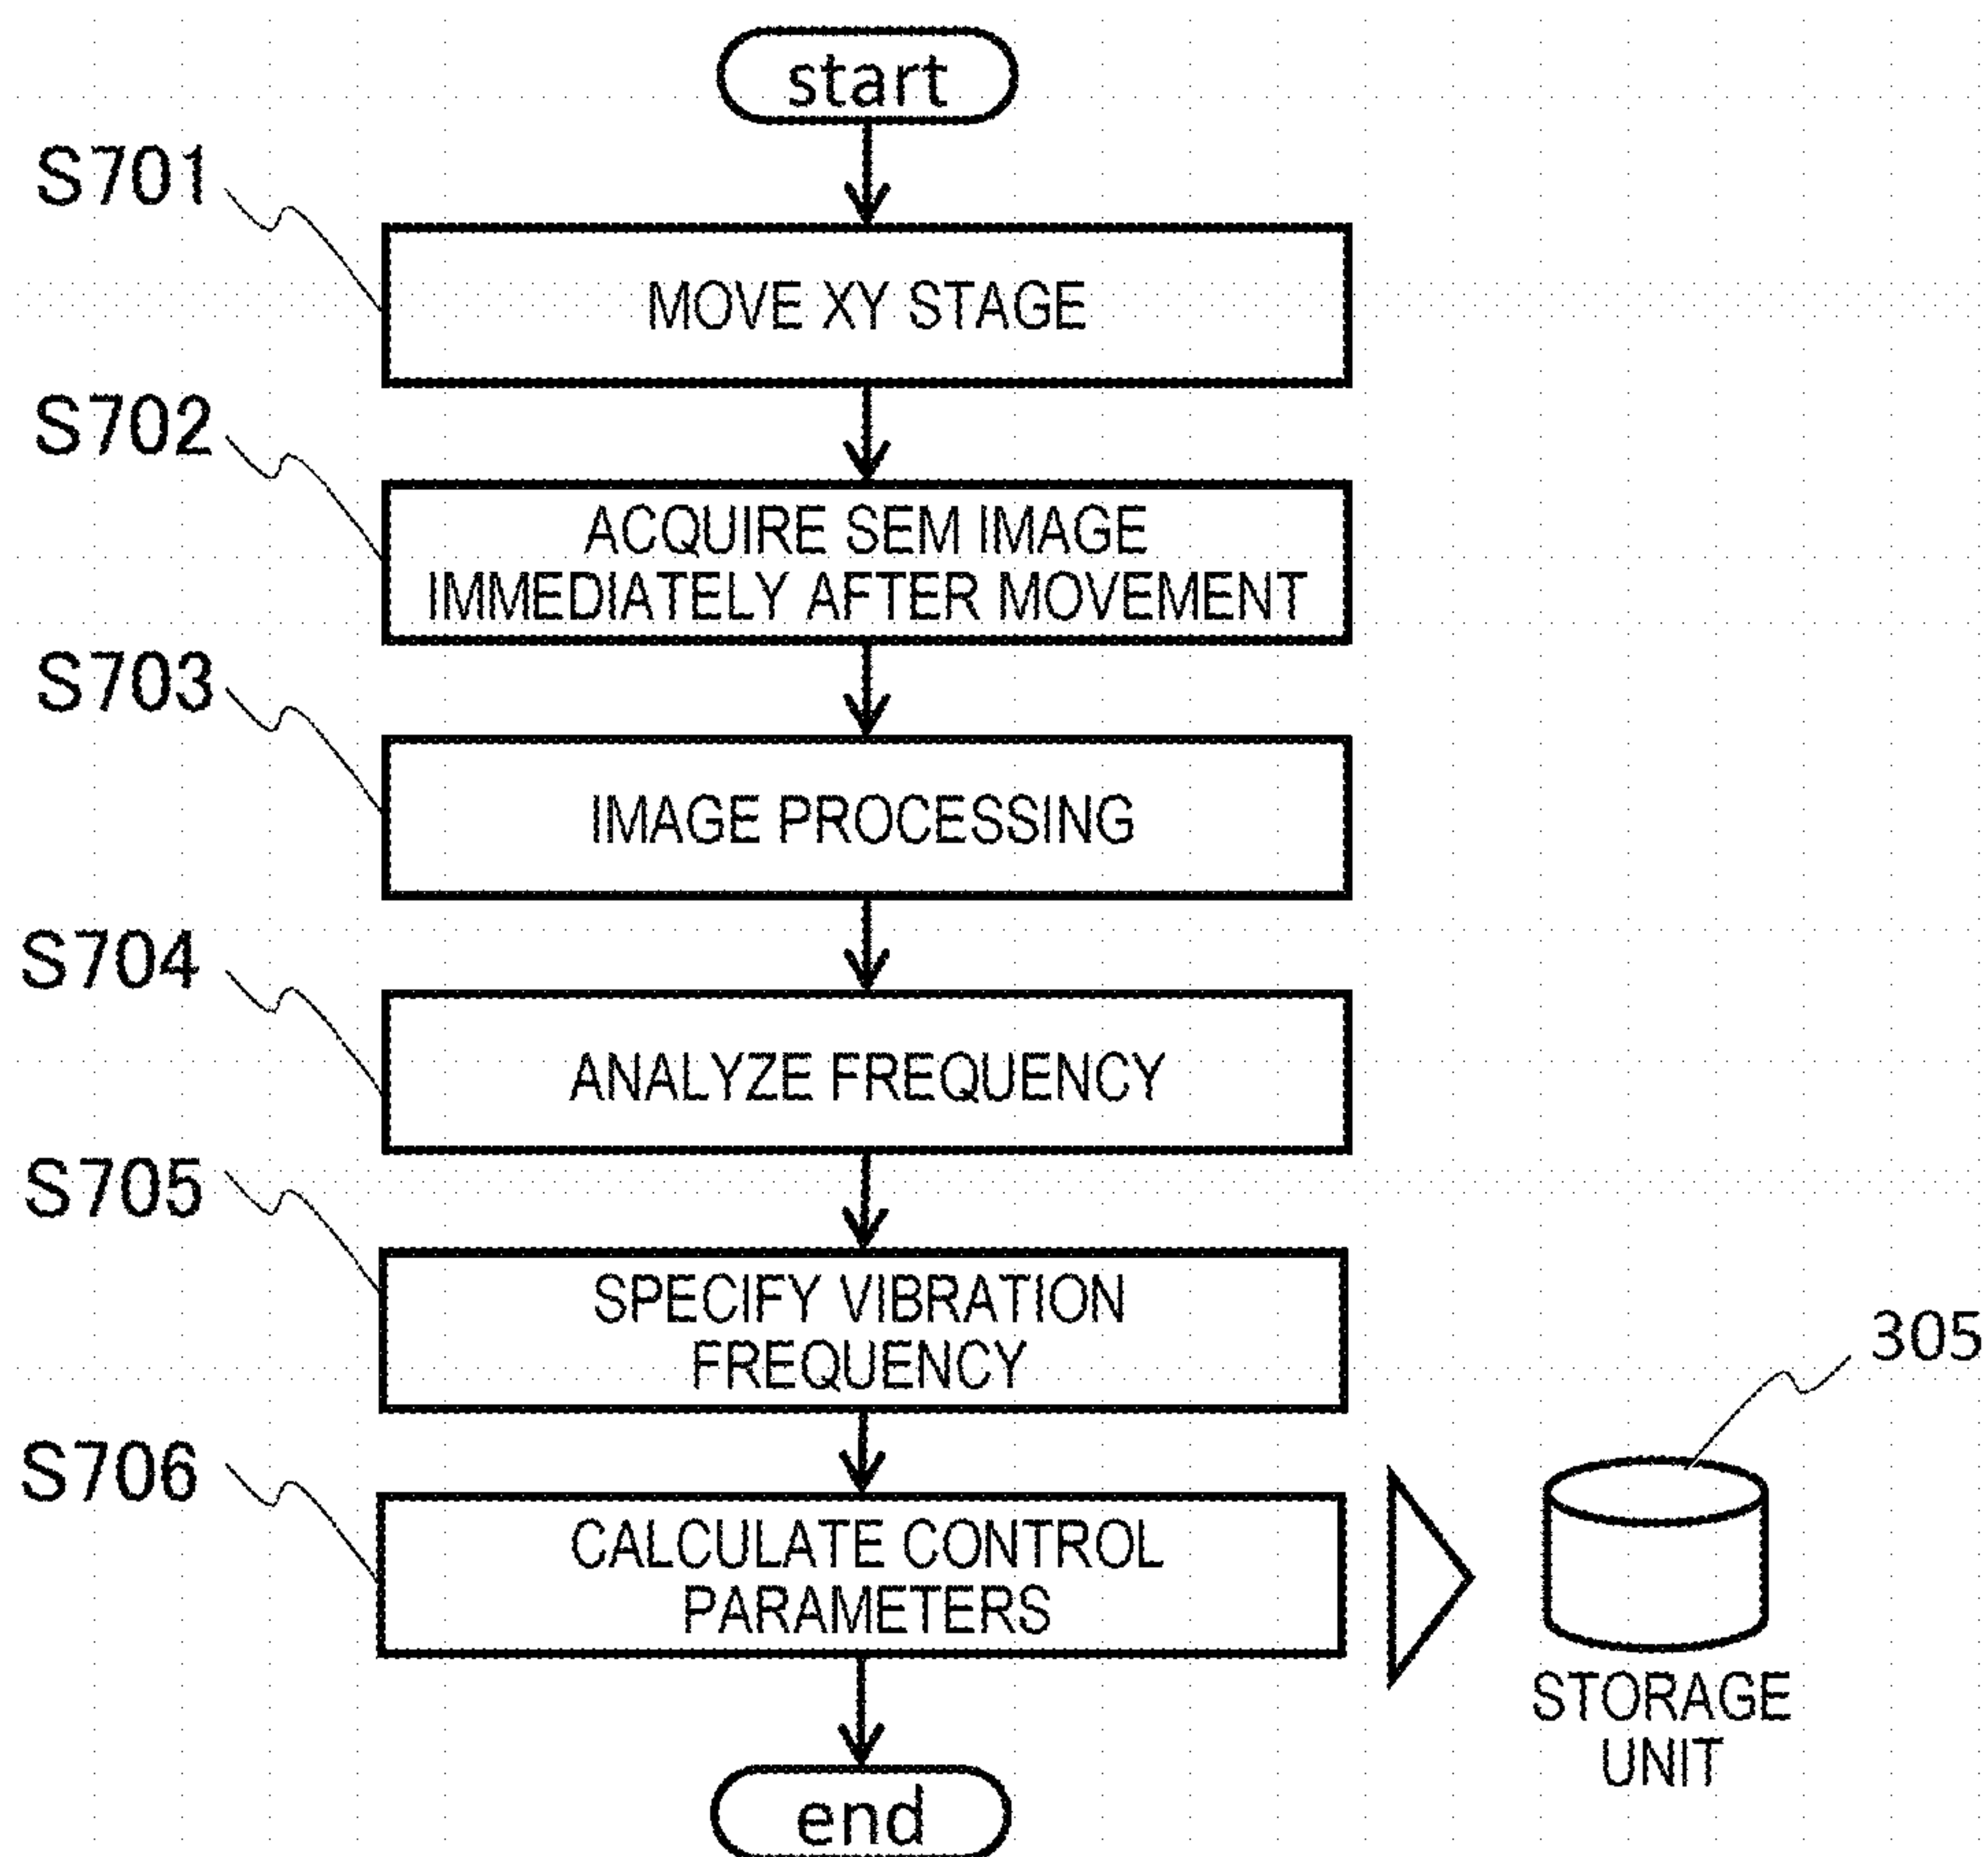 start
S701
MOVE XY STAGE
S702
ACQUIRE SEM IMAGE
IMMEDIATELY AFTER MOVEMENT
S703
IMAGE PROCESSING
S704
ANALYZE FREQUENCY
S705
SPECIFY VIBRATION
FREQUENCY
305
S706
CALCULATE CONTROL
PARAMETERS
STORAGE
UNIT
end